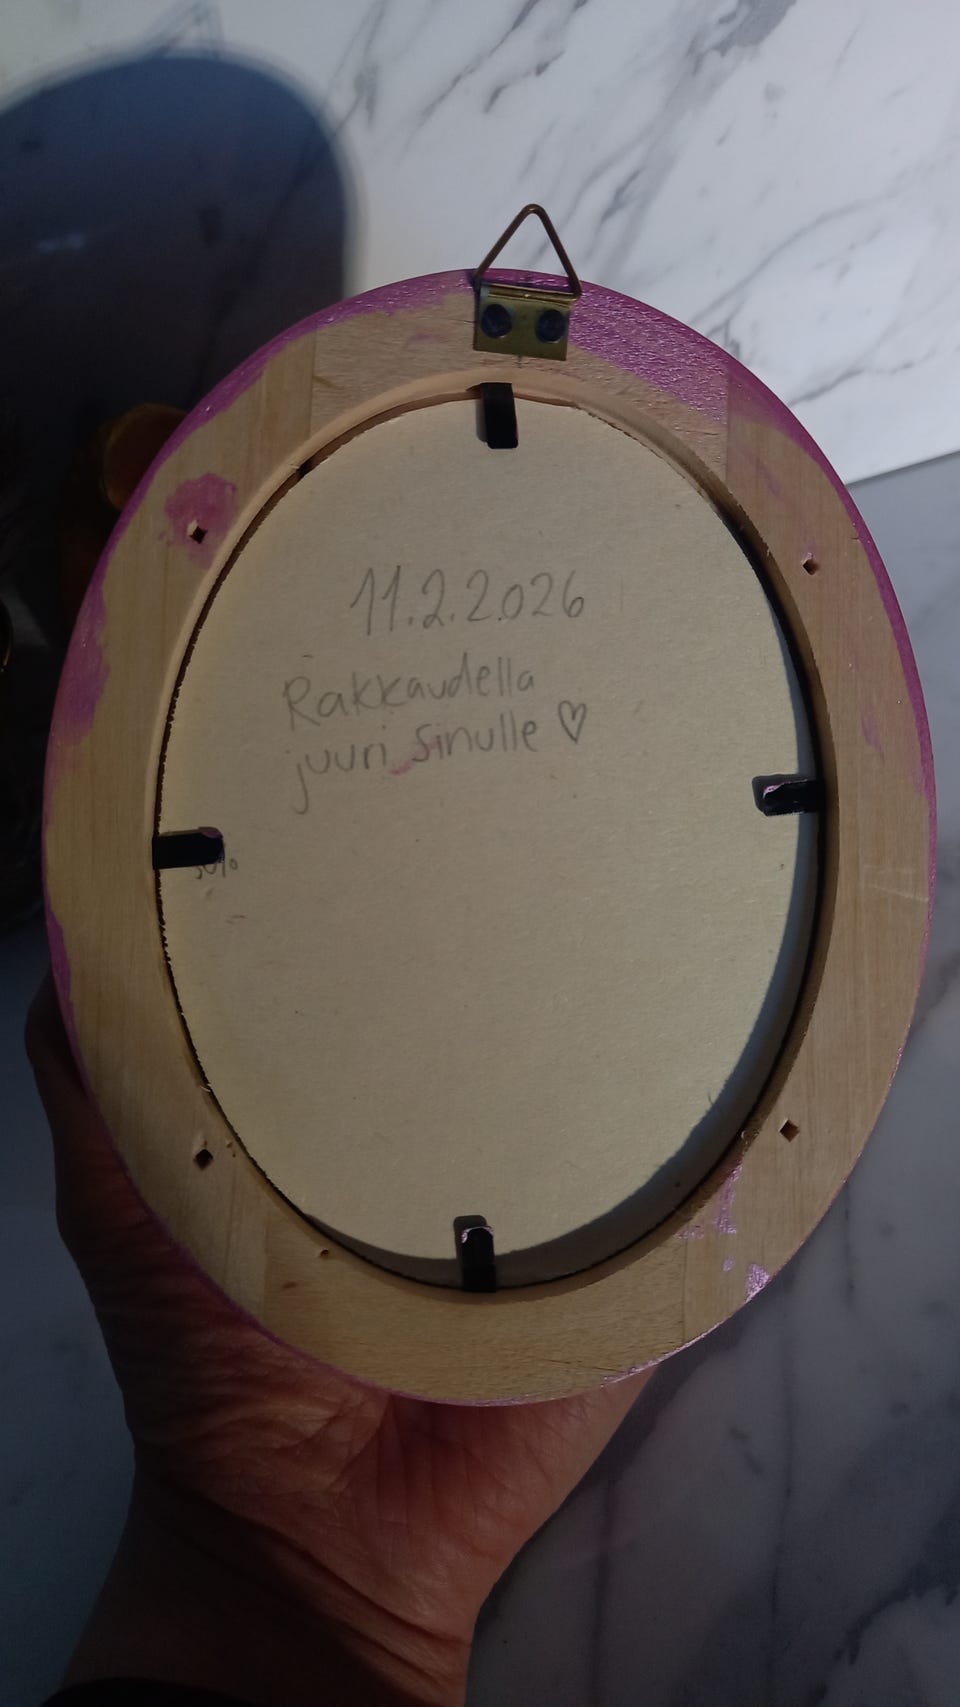 11.2.2026
Rakkaudella
juuri Sinulle ♡